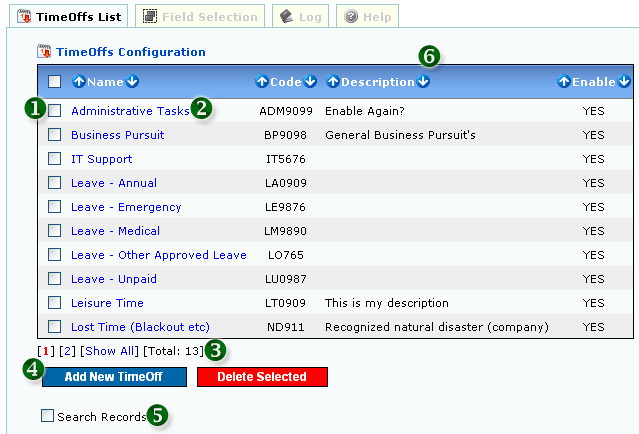 TimeOffs List Field Selection Log Help
TimeOffs Configuration
6
Name Code Description Enable
1 Administrative Tasks 2 ADM9099 Enable Again? YES
Business Pursuit BP9098 General Business Pursuit's YES
IT Support IT5676 YES
Leave - Annual LA0909 YES
Leave - Emergency LE9876 YES
Leave - Medical LM9890 YES
Leave - Other Approved Leave LO765 YES
Leave - Unpaid LU0987 YES
Leisure Time LT0909 This is my description YES
Lost Time (Blackout etc) ND911 Recognized natural disaster (company) YES
[1] [2] [Show All] [Total: 13] 3
4 Add New TimeOff Delete Selected
Search Records 5